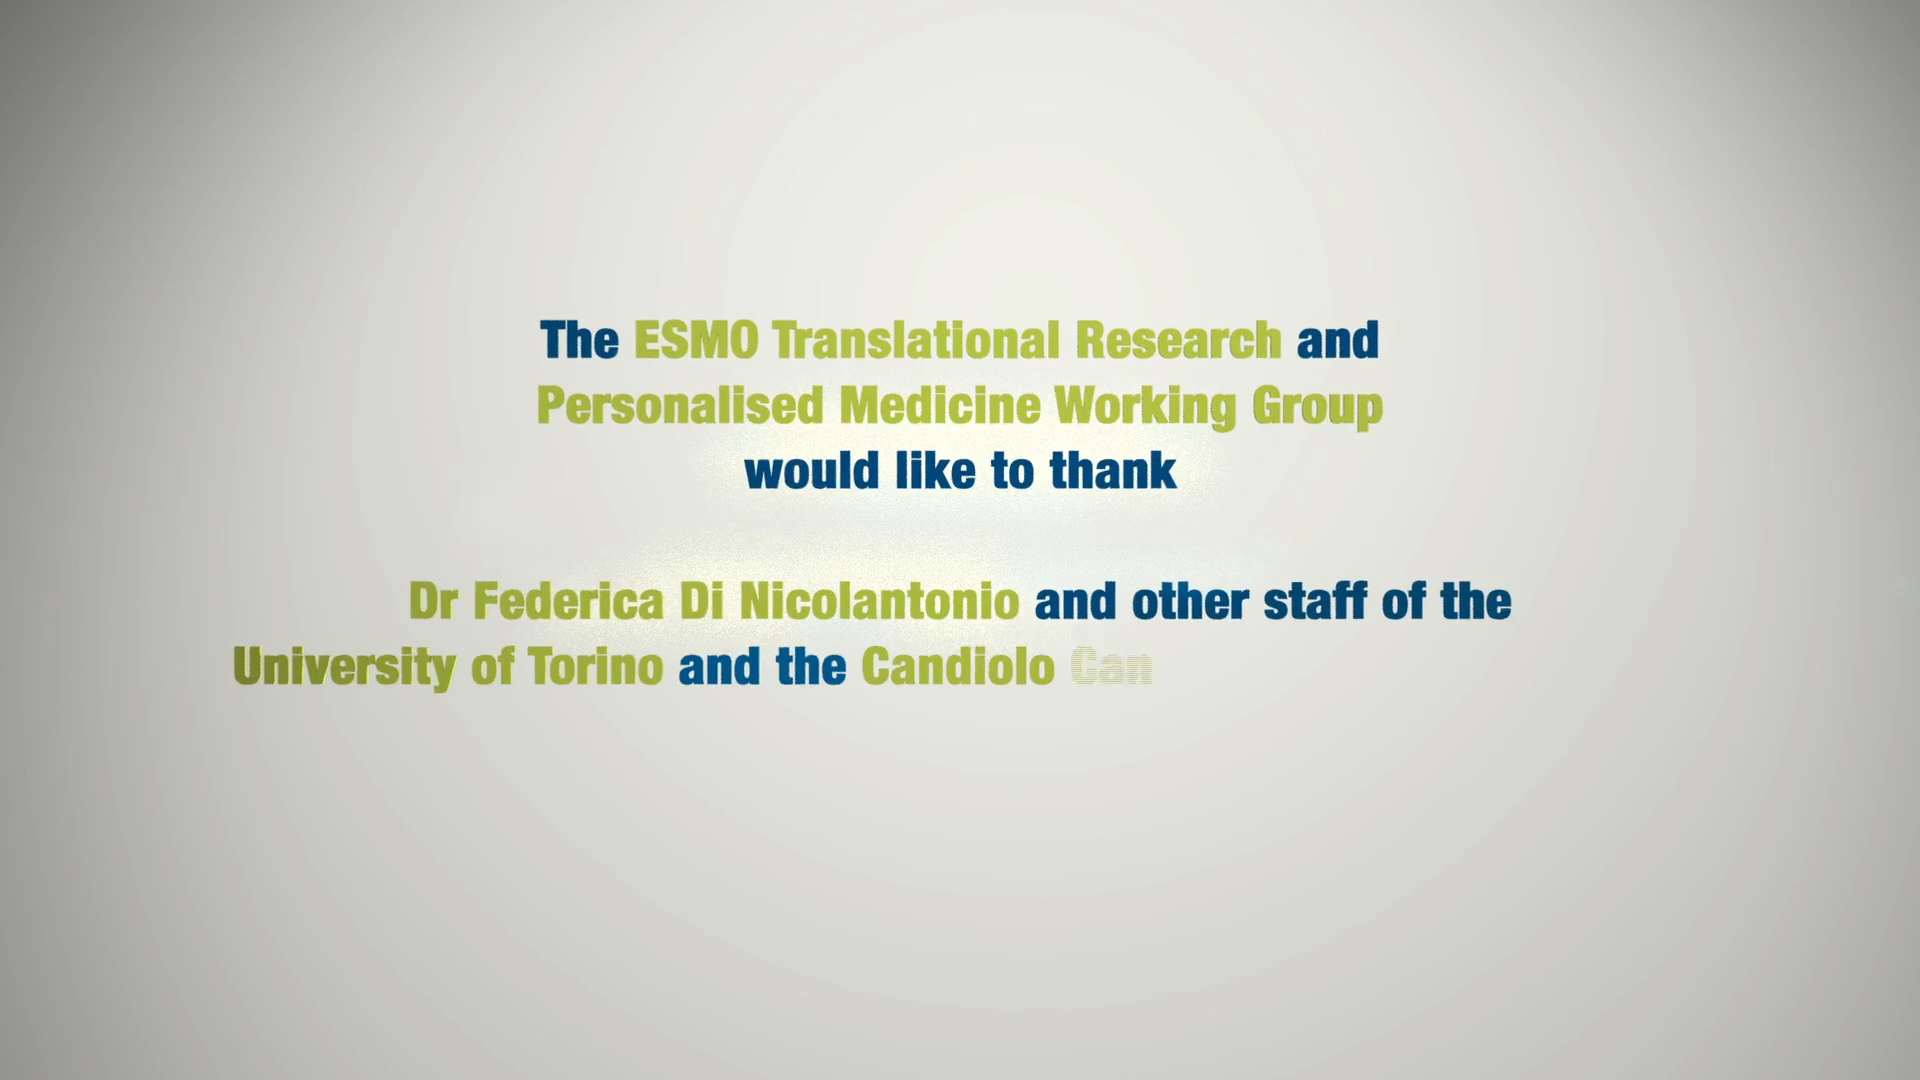 The ESMO Translational Research and
Personalised Medicine Working Group
would like to thank
Dr Federica Di Nicolantonio and other staff of the
University of Torino and the Candiolo Can